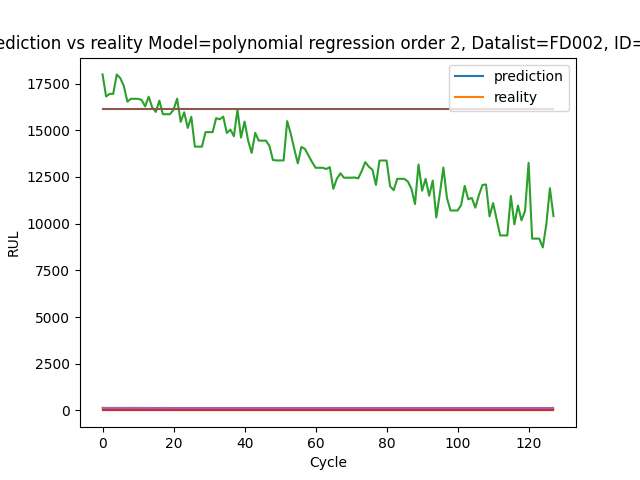 ediction vs reality Model=polynomial regression order 2, Datalist=FD002, ID=
prediction
reality
17500
15000
12500
10000
7500
5000
2500
0
RUL
0 20 40 60 80 100 120
Cycle